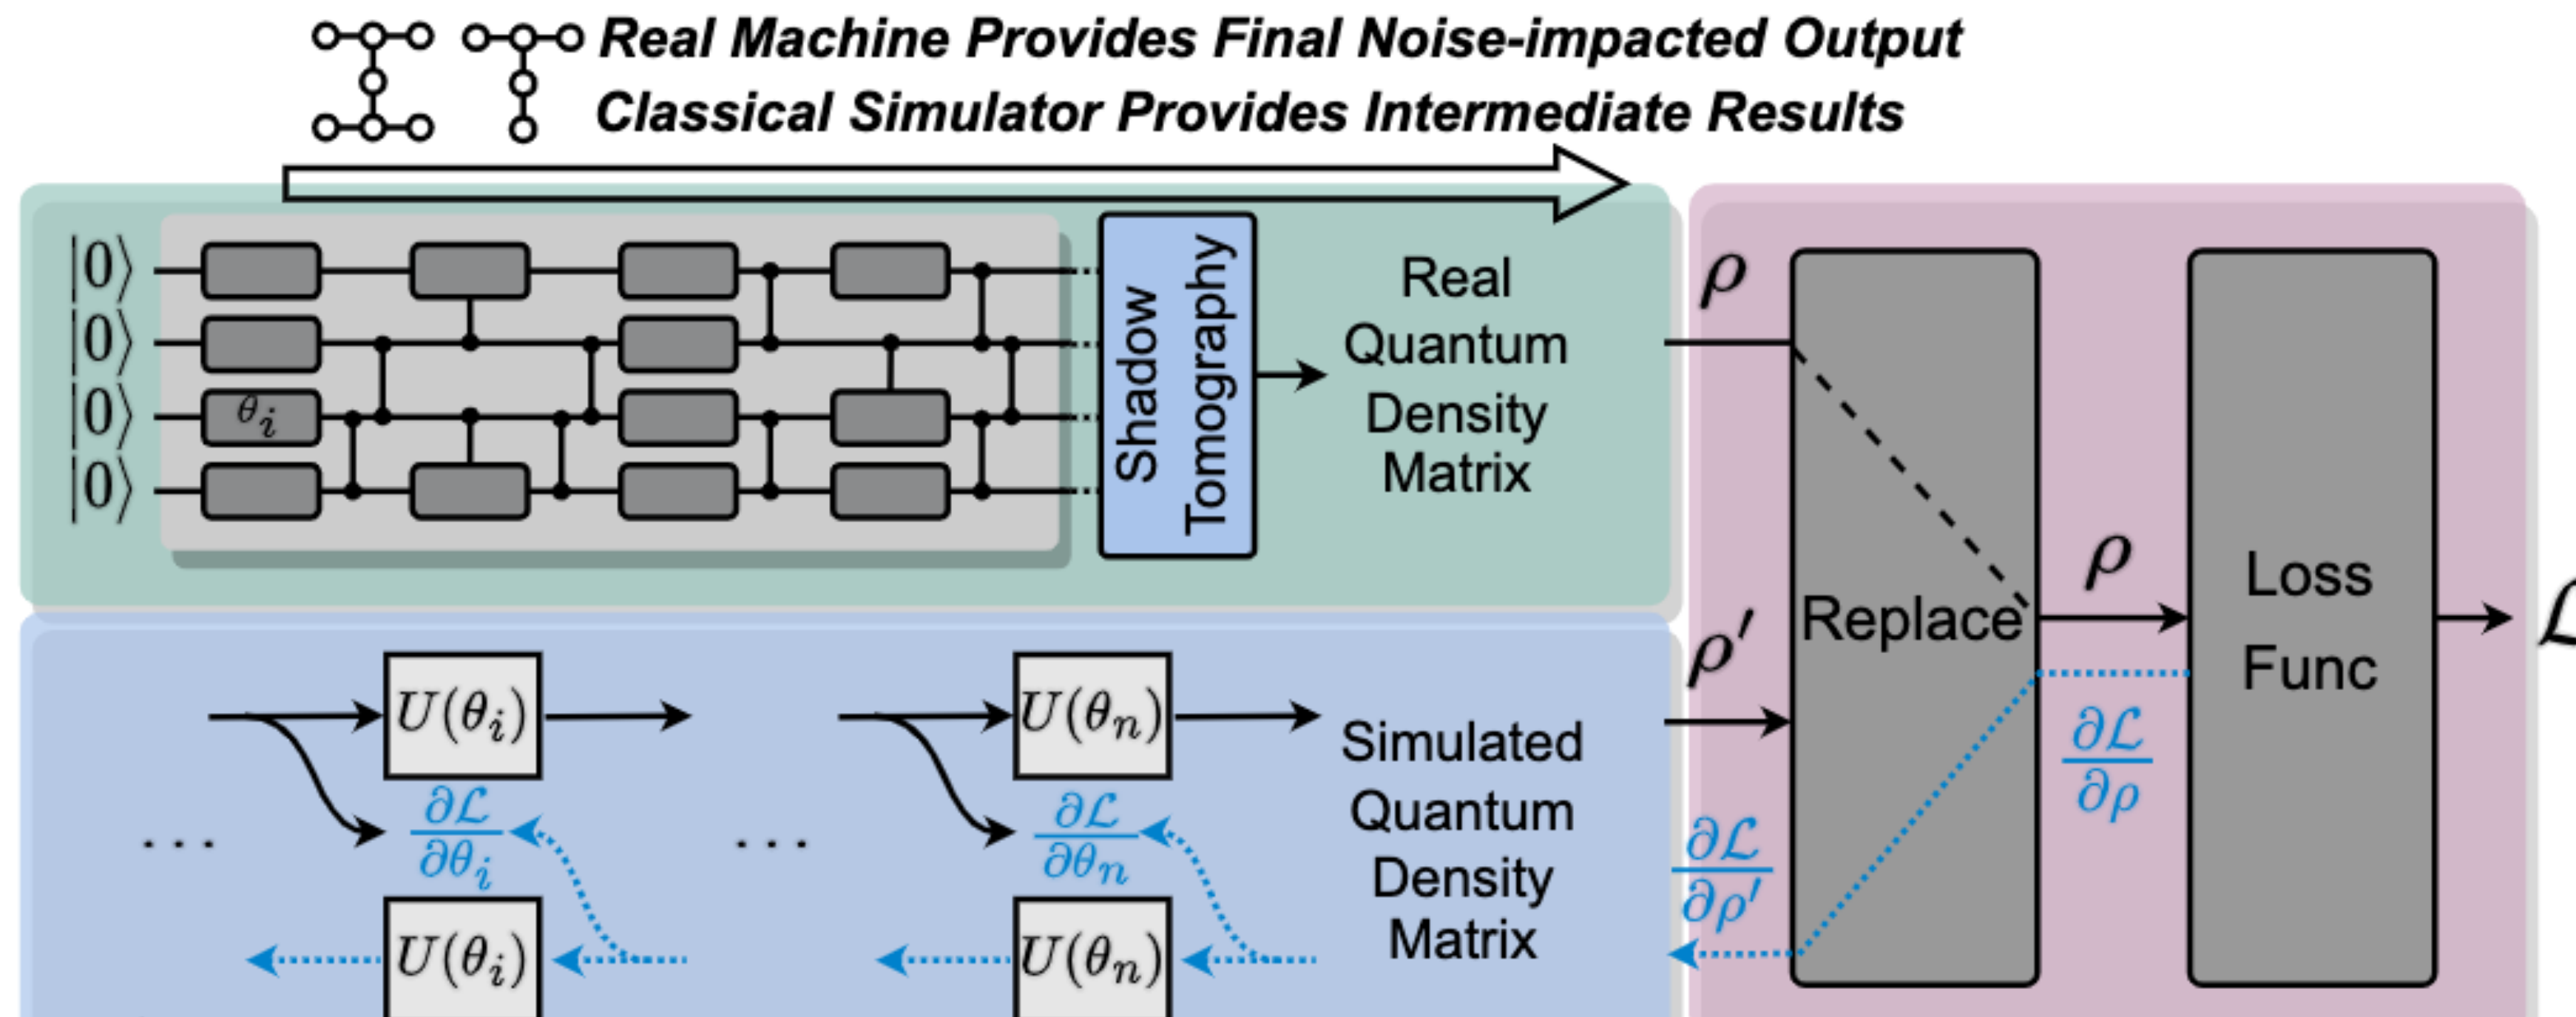 Real Machine Provides Final Noise-impacted Output
Classical Simulator Provides Intermediate Results
|0⟩
|0⟩
|0⟩
|0⟩
θi
Shadow
Tomography
Real
Quantum
Density
Matrix
ρ
ρ′
Replace
ρ
Loss
Func
ℒ
∂ℒ
∂ρ
∂ℒ
∂ρ′
U(θi)
U(θn)
Simulated
Quantum
Density
Matrix
...
∂ℒ
∂θi
...
∂ℒ
∂θn
U(θi)
U(θn)